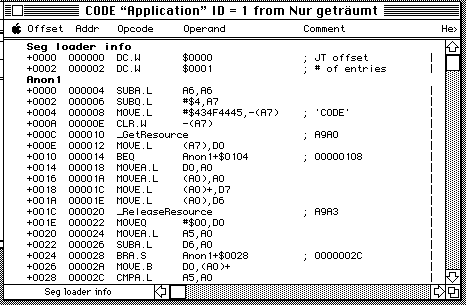 CODE “Application” ID = 1 from Nur geträumt
Offset Addr Opcode Operand Comment He
Seg loader info
+0000 000000 DC.W $0000 ; JT offset
+0002 000002 DC.W $0001 ; # of entries
Anon1
+0000 000004 SUBA.L A6,A6
+0002 000006 SUBQ.L #$4,A7
+0004 000008 MOVE.L #$434F4445,-(A7) ; 'CODE'
+000A 00000E CLR.W -(A7)
+000C 000010 _GetResource ; A9A0
+000E 000012 MOVE.L (A7),D0
+0010 000014 BEQ Anon1+$0104 ; 00000108
+0014 000018 MOVEA.L D0,A0
+0016 00001A MOVEA.L (A0),A0
+0018 00001C MOVE.L (A0)+,D7
+001A 00001E MOVE.L (A0),D6
+001C 000020 _ReleaseResource ; A9A3
+001E 000022 MOVEQ #$00,D0
+0020 000024 MOVEA.L A5,A0
+0022 000026 SUBA.L D6,A0
+0024 000028 BRA.S Anon1+$0028 ; 0000002C
+0026 00002A MOVE.B D0,(A0)+
+0028 00002C CMPA.L A5,A0
Seg loader info